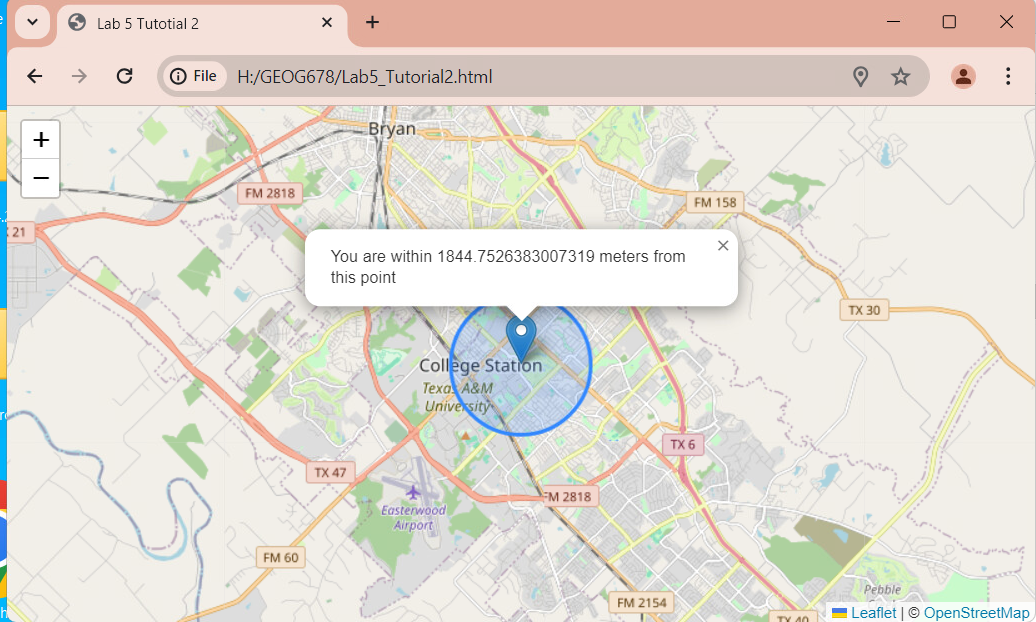 Lab 5 Tutotial 2
File
H:/GEOG678/Lab5_Tutorial2.html
+
−
Bryan
FM 2818
FM 158
21
You are within 1844.7526383007319 meters from
this point
TX 30
College Station
Texas A&M
University
TX 6
TX 47
FM 2818
Easterwood
Airport
FM 60
Pebble
FM 2154
TX 40
Leaflet | © OpenStreetMap